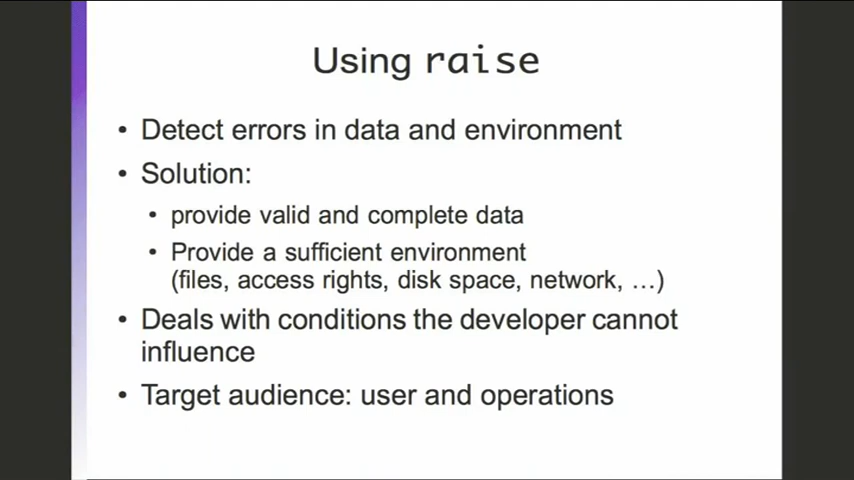 Using raise
• Detect errors in data and environment
• Solution:
• provide valid and complete data
• Provide a sufficient environment
(files, access rights, disk space, network, …)
• Deals with conditions the developer cannot
influence
• Target audience: user and operations